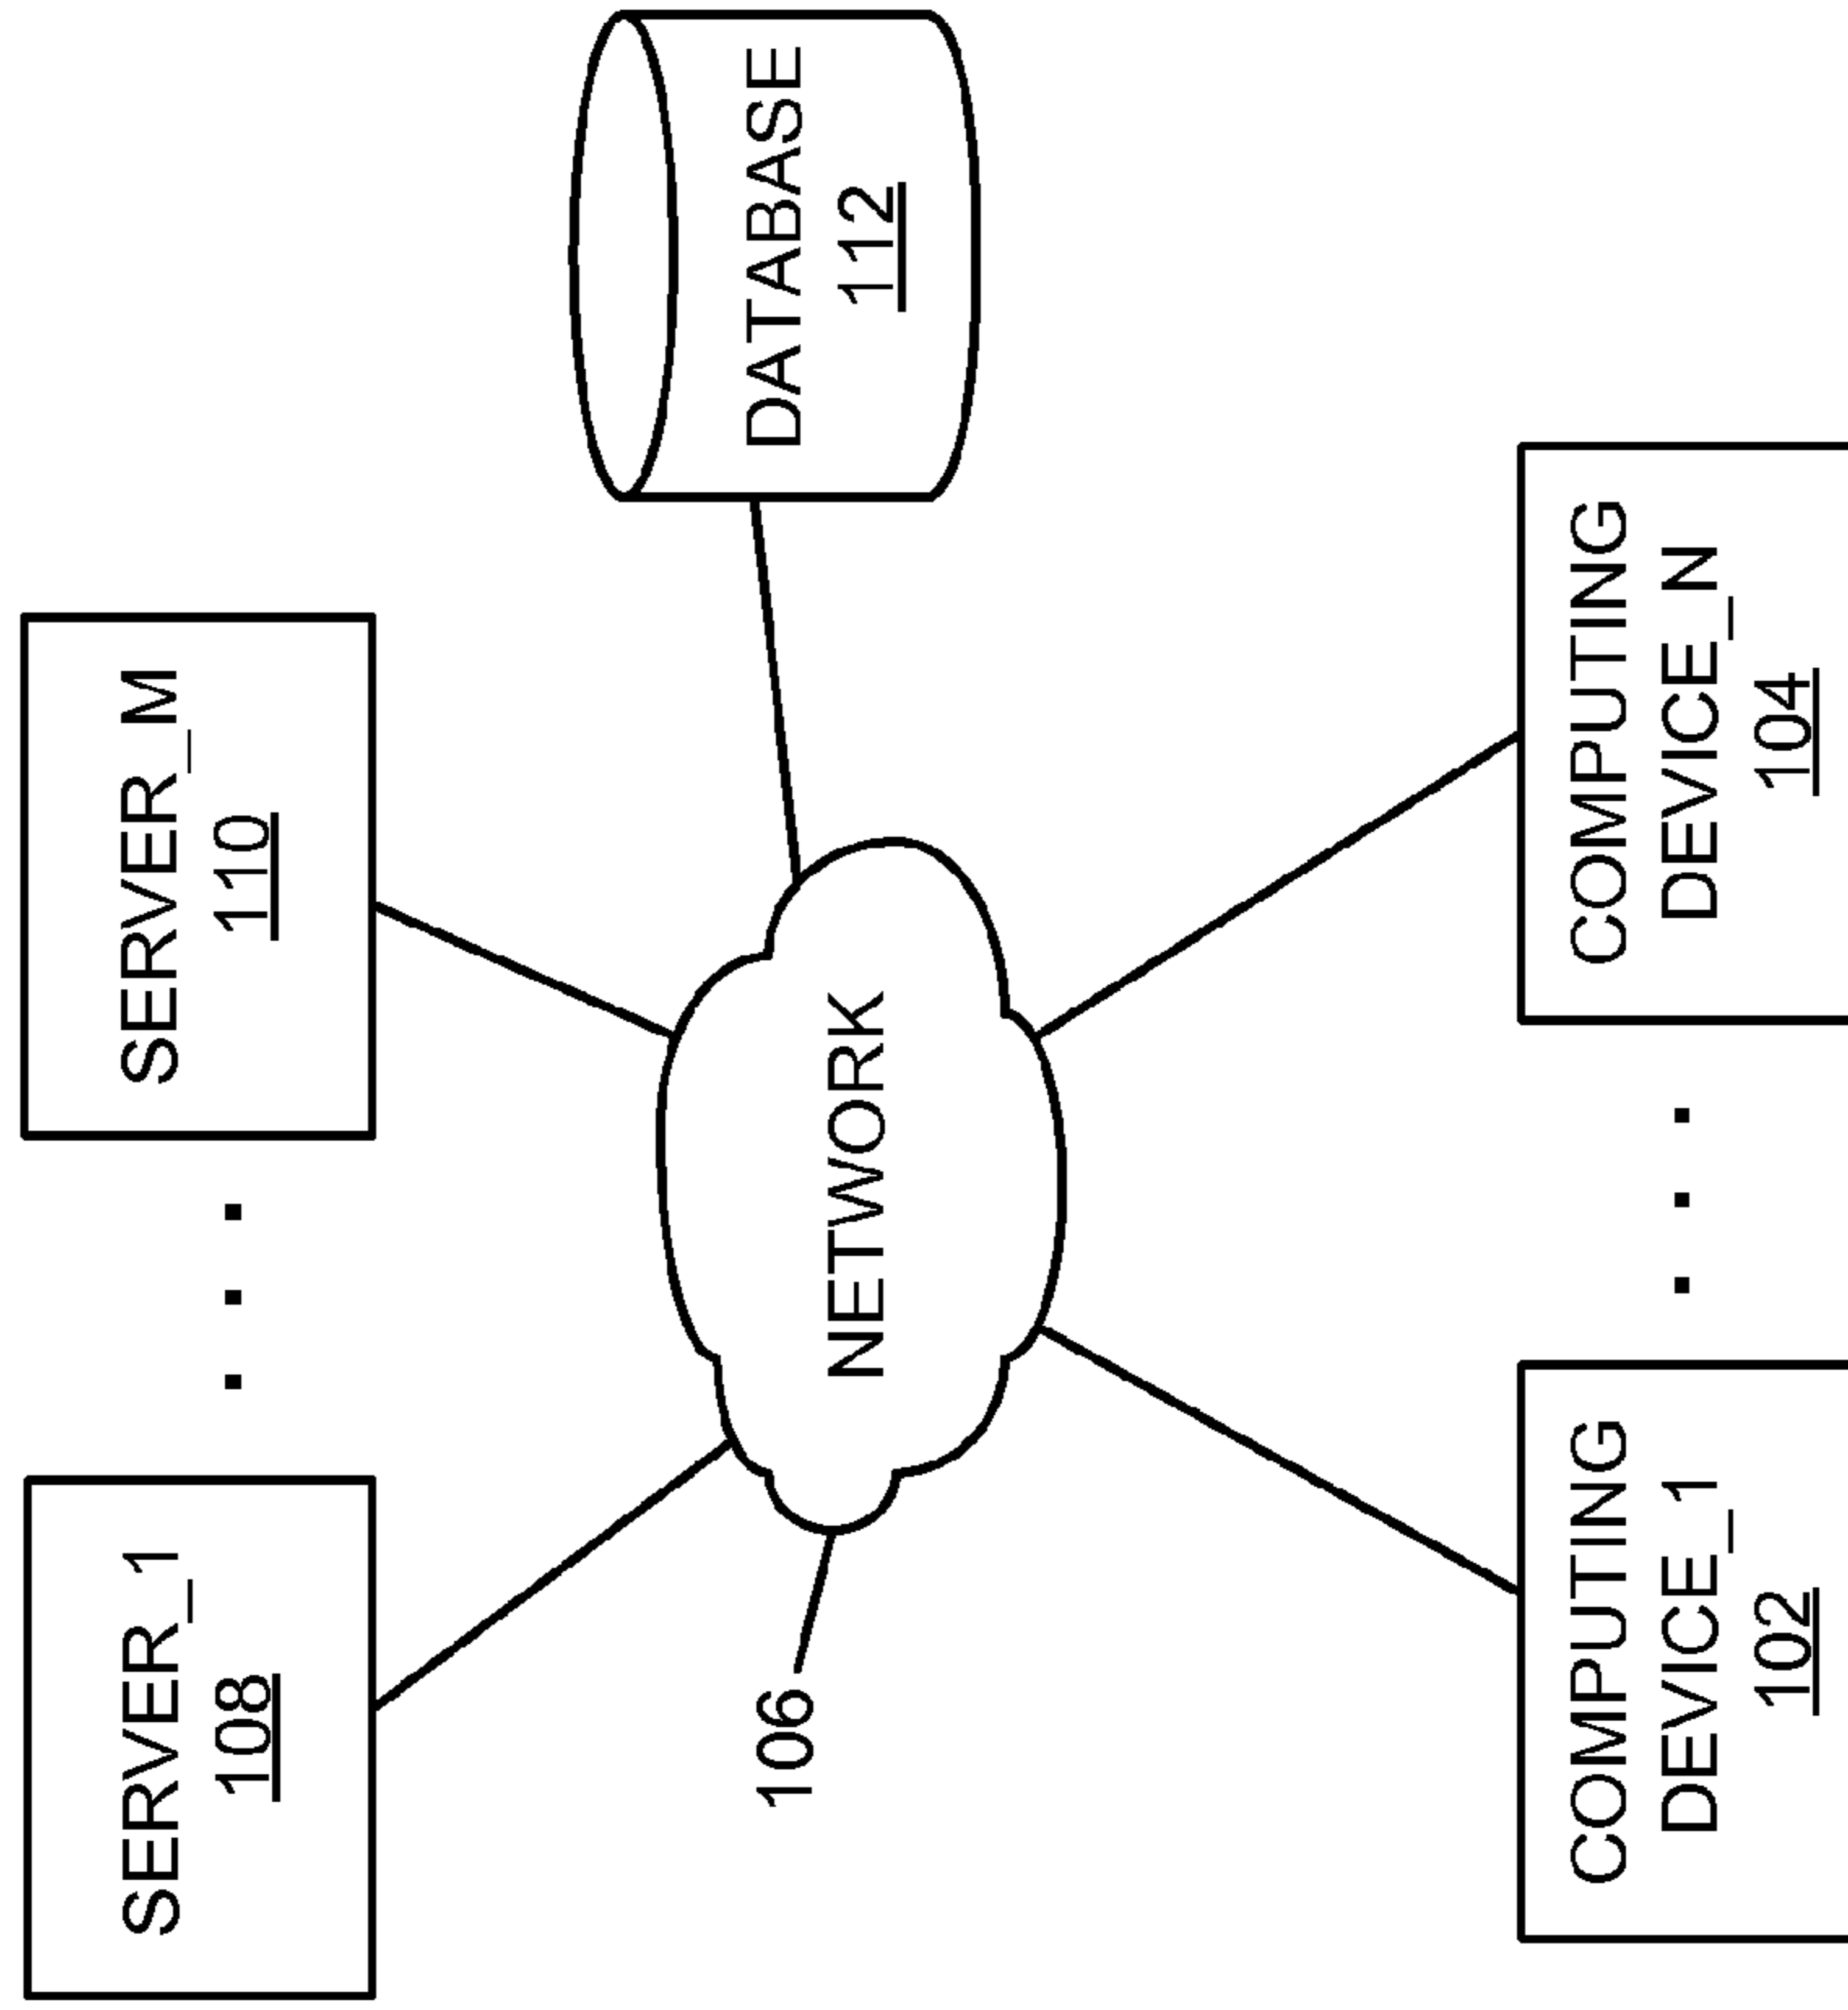 SERVER_1
108
SERVER_M
110
DATABASE
112
NETWORK
106
COMPUTING
DEVICE_1
102
COMPUTING
DEVICE_N
104